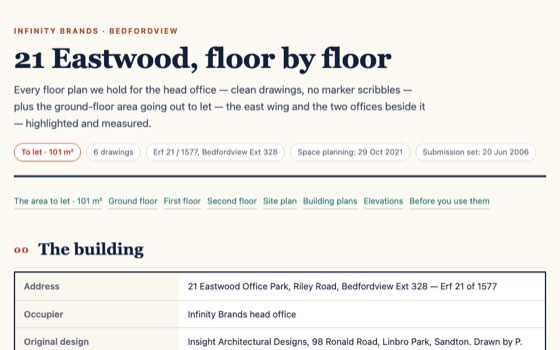 INFINITY BRANDS · BEDFORDVIEW
21 Eastwood, floor by floor
Every floor plan we hold for the head office — clean drawings, no marker scribbles —
plus the ground-floor area going out to let — the east wing and the two offices beside it
— highlighted and measured.
To let · 101 m² 6 drawings Erf 21 / 1577, Bedfordview Ext 328 Space planning: 29 Oct 2021 Submission set: 20 Jun 2006
The area to let · 101 m² Ground floor First floor Second floor Site plan Building plans Elevations Before you use them
00 The building
Address 21 Eastwood Office Park, Riley Road, Bedfordview Ext 328 — Erf 21 of 1577
Occupier Infinity Brands head office
Original design Insight Architectural Designs, 98 Ronald Road, Linbro Park, Sandton. Drawn by P.